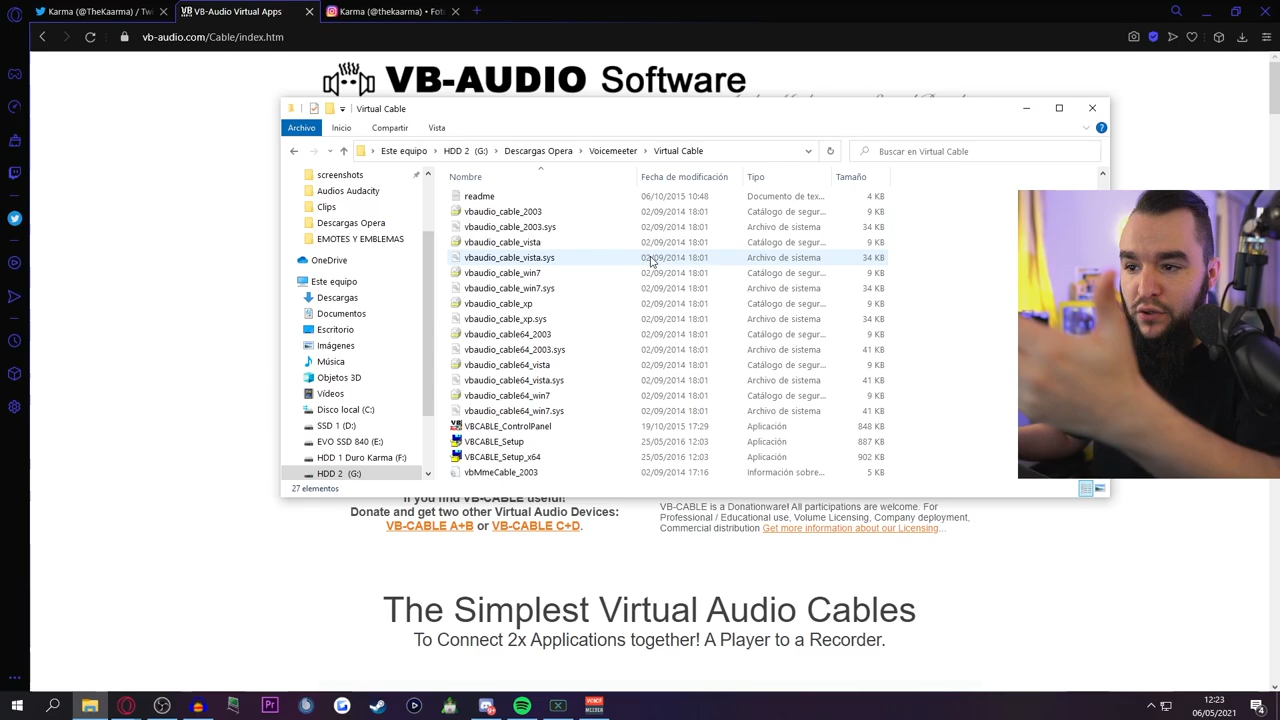 Karma (@TheKaarma) / Twi
VB-Audio Virtual Apps
Karma (@thekaarma) • Fot
vb-audio.com/Cable/index.htm
VB-AUDIO Software
Virtual Cable
Archivo Inicio Compartir Vista
Este equipo > HDD 2 (G:) > Descargas Opera > Voicemeeter > Virtual Cable
Buscar en Virtual Cable
screenshots
Audios Audacity
Clips
Descargas Opera
EMOTES Y EMBLEMAS
OneDrive
Este equipo
Descargas
Documentos
Escritorio
Imágenes
Música
Objetos 3D
Vídeos
Disco local (C:)
SSD 1 (D:)
EVO SSD 840 (E:)
HDD 1 Duro Karma (F:)
HDD 2 (G:)
Nombre Fecha de modificación Tipo Tamaño
readme 06/10/2015 10:48 Documento de tex... 4 KB
vbaudio_cable_2003 02/09/2014 18:01 Catálogo de segur... 9 KB
vbaudio_cable_2003.sys 02/09/2014 18:01 Archivo de sistema 34 KB
vbaudio_cable_vista 02/09/2014 18:01 Catálogo de segur... 9 KB
vbaudio_cable_vista.sys 02/09/2014 18:01 Archivo de sistema 34 KB
vbaudio_cable_win7 02/09/2014 18:01 Catálogo de segur... 9 KB
vbaudio_cable_win7.sys 02/09/2014 18:01 Archivo de sistema 34 KB
vbaudio_cable_xp 02/09/2014 18:01 Catálogo de segur... 9 KB
vbaudio_cable_xp.sys 02/09/2014 18:01 Archivo de sistema 34 KB
vbaudio_cable64_2003 02/09/2014 18:01 Catálogo de segur... 9 KB
vbaudio_cable64_2003.sys 02/09/2014 18:01 Archivo de sistema 41 KB
vbaudio_cable64_vista 02/09/2014 18:01 Catálogo de segur... 9 KB
vbaudio_cable64_vista.sys 02/09/2014 18:01 Archivo de sistema 41 KB
vbaudio_cable64_win7 02/09/2014 18:01 Catálogo de segur... 9 KB
vbaudio_cable64_win7.sys 02/09/2014 18:01 Archivo de sistema 41 KB
VBCABLE_ControlPanel 19/10/2015 17:29 Aplicación 848 KB
VBCABLE_Setup 25/05/2016 12:03 Aplicación 887 KB
VBCABLE_Setup_x64 25/05/2016 12:03 Aplicación 902 KB
vbMmeCable_2003 02/09/2014 17:16 Información sobre... 5 KB
27 elementos
If you find VB-CABLE useful!
Donate and get two other Virtual Audio Devices:
VB-CABLE A+B or VB-CABLE C+D.
VB-CABLE is a Donationware! All participations are welcome. For
Professional / Educational use, Volume Licensing, Company deployment,
Commercial distribution Get more information about our Licensing...
The Simplest Virtual Audio Cables
To Connect 2x Applications together! A Player to a Recorder.
12:23
06/05/2021